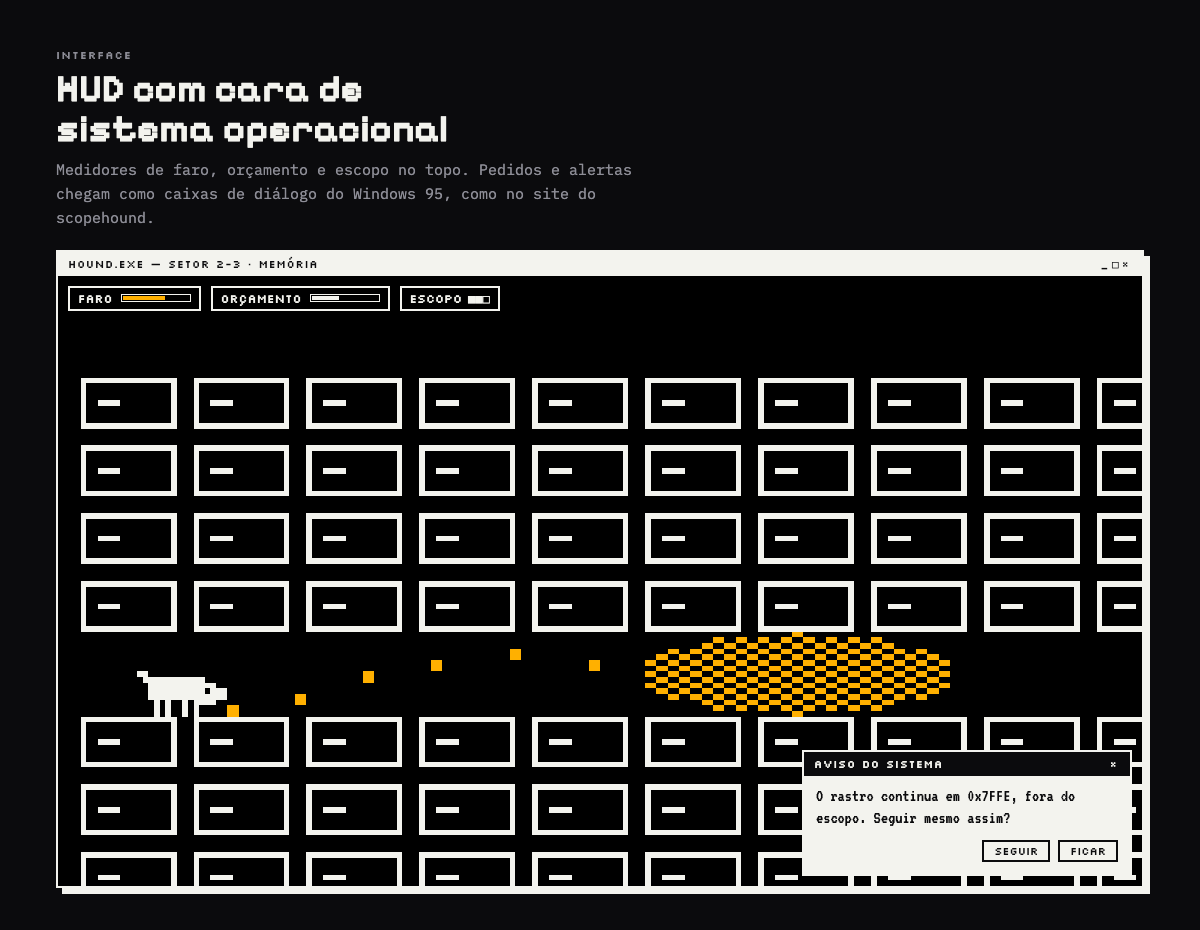 INTERFACE
HUD com cara de
sistema operacional
Medidores de faro, orçamento e escopo no topo. Pedidos e alertas
chegam como caixas de diálogo do Windows 95, como no site do
scopehound.
HOUND.EXE — SETOR 2-3 · MEMÓRIA
FARO
ORÇAMENTO
ESCOPO
AVISO DO SISTEMA
O rastro continua em 0x7FFE, fora do
escopo. Seguir mesmo assim?
SEGUIR
FICAR